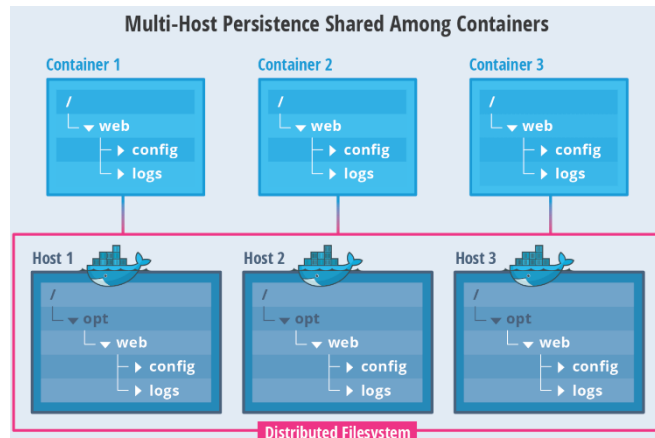 Multi-Host Persistence Shared Among Containers
Container 1
/
web
config
logs
Container 2
/
web
config
logs
Container 3
/
web
config
logs
Host 1
/
opt
web
config
logs
Host 2
/
opt
web
config
logs
Host 3
/
opt
web
config
logs
Distributed Filesystem